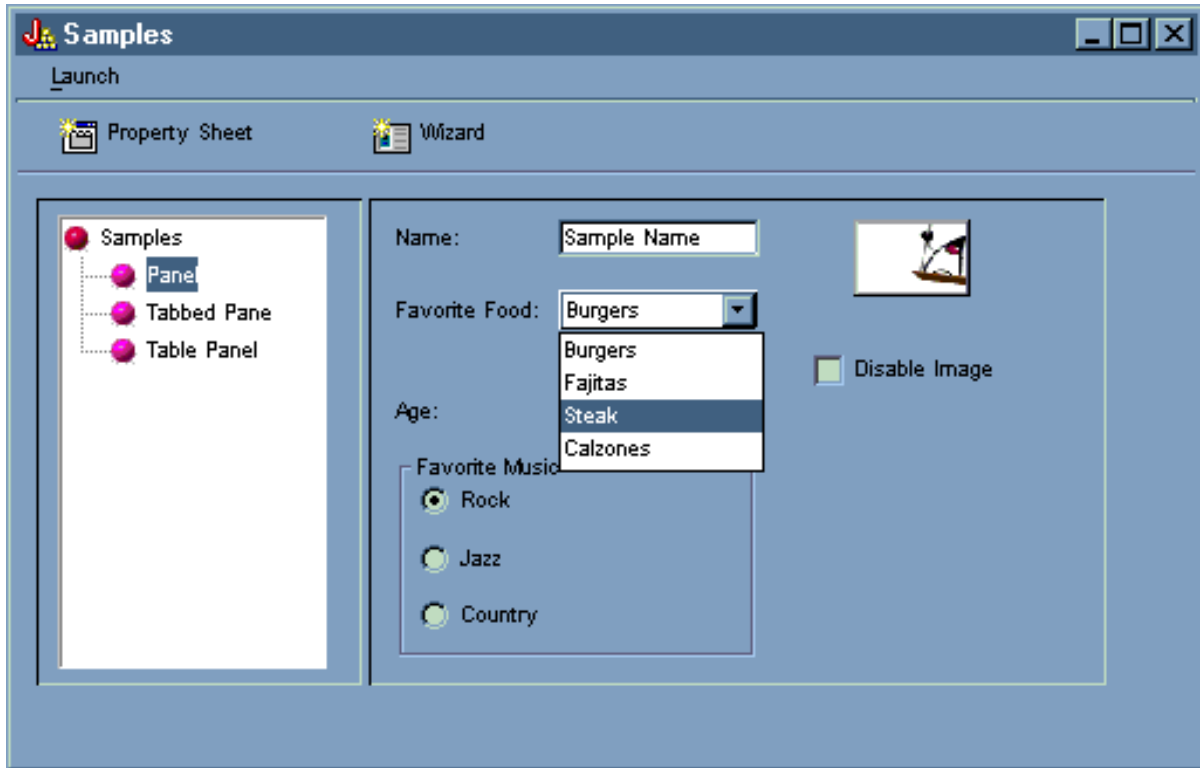 Samples
Launch
Property Sheet
Wizard
Samples
Panel
Tabbed Pane
Table Panel
Name:
Sample Name
Favorite Food:
Burgers
Burgers
Fajitas
Steak
Calzones
Disable Image
Age:
Favorite Music
Rock
Jazz
Country